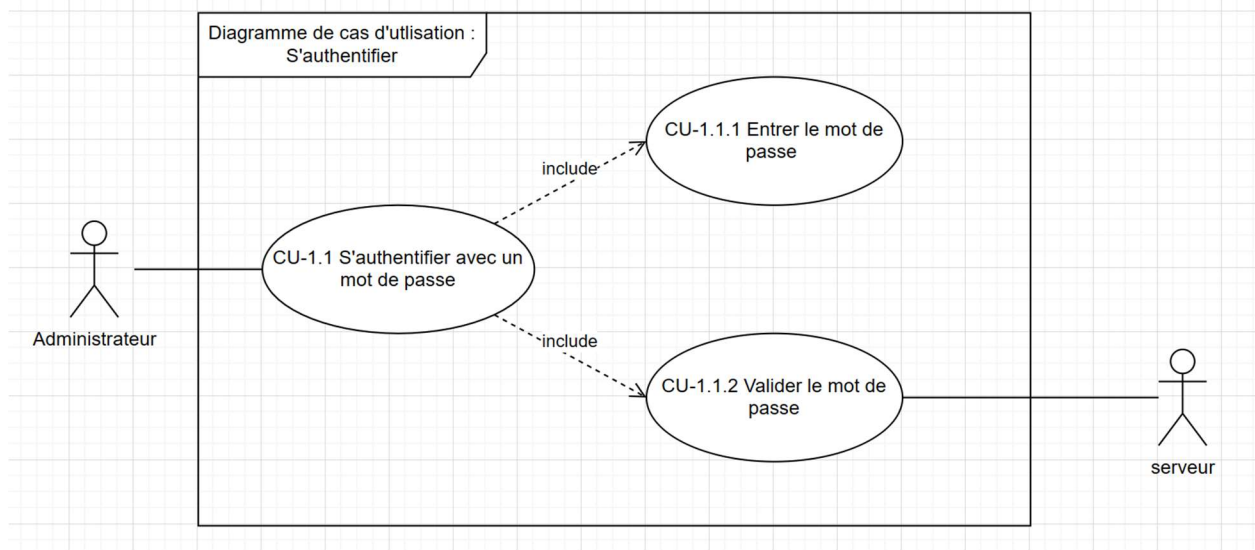 Diagramme de cas d'utlisation :
S'authentifier
CU-1.1.1 Entrer le mot de
passe
include
CU-1.1 S'authentifier avec un
mot de passe
Administrateur
include
CU-1.1.2 Valider le mot de
passe
serveur